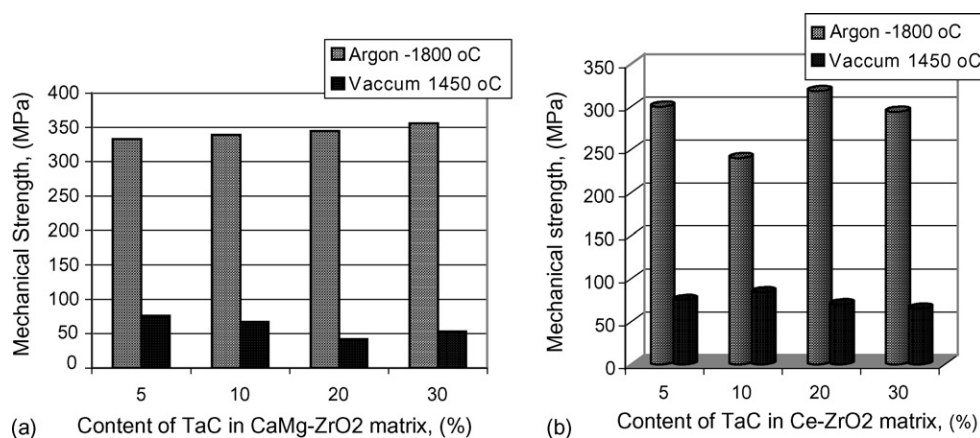 Argon -1800 oC
Vaccum 1450 oC
Mechanical Strength, (MPa)
400
350
300
250
200
150
100
50
0
5 10 20 30
(a) Content of TaC in CaMg-ZrO2 matrix, (%)
Argon -1800 oC
Vaccum 1450 oC
Mechanical strength, (MPa)
350
300
250
200
150
100
50
0
5 10 20 30
(b) Content of TaC in Ce-ZrO2 matrix, (%)